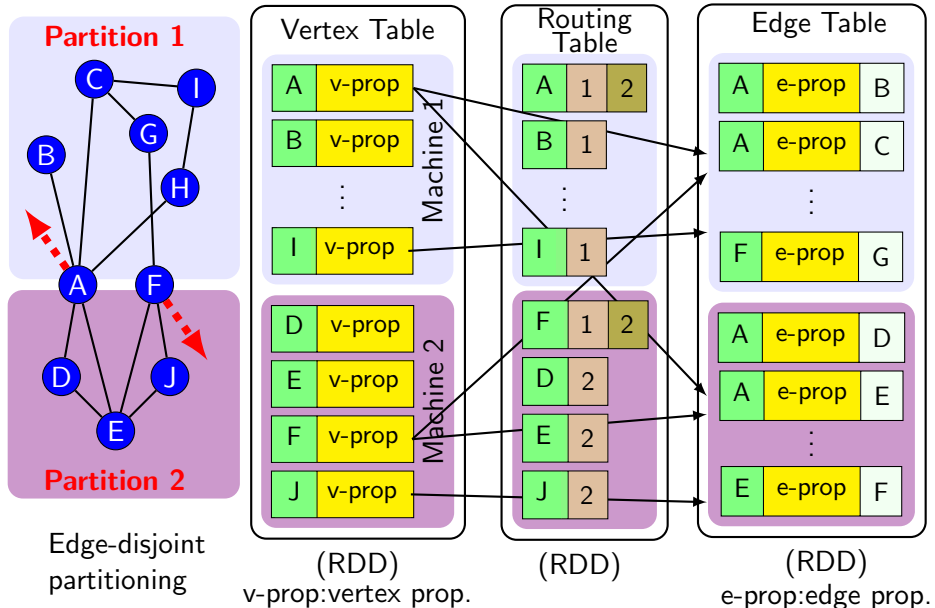 Partition 1
C
I
G
B
H
A
F
D
J
E
Partition 2
Edge-disjoint
partitioning
Vertex Table
A v-prop
B v-prop
⋮
I v-prop
Machine 1
D v-prop
E v-prop
F v-prop
J v-prop
Machine 2
(RDD)
v-prop:vertex prop.
Routing
Table
A 1 2
B 1
⋮
I 1
F 1 2
D 2
E 2
J 2
(RDD)
Edge Table
A e-prop B
A e-prop C
⋮
F e-prop G
A e-prop D
A e-prop E
⋮
E e-prop F
(RDD)
e-prop:edge prop.